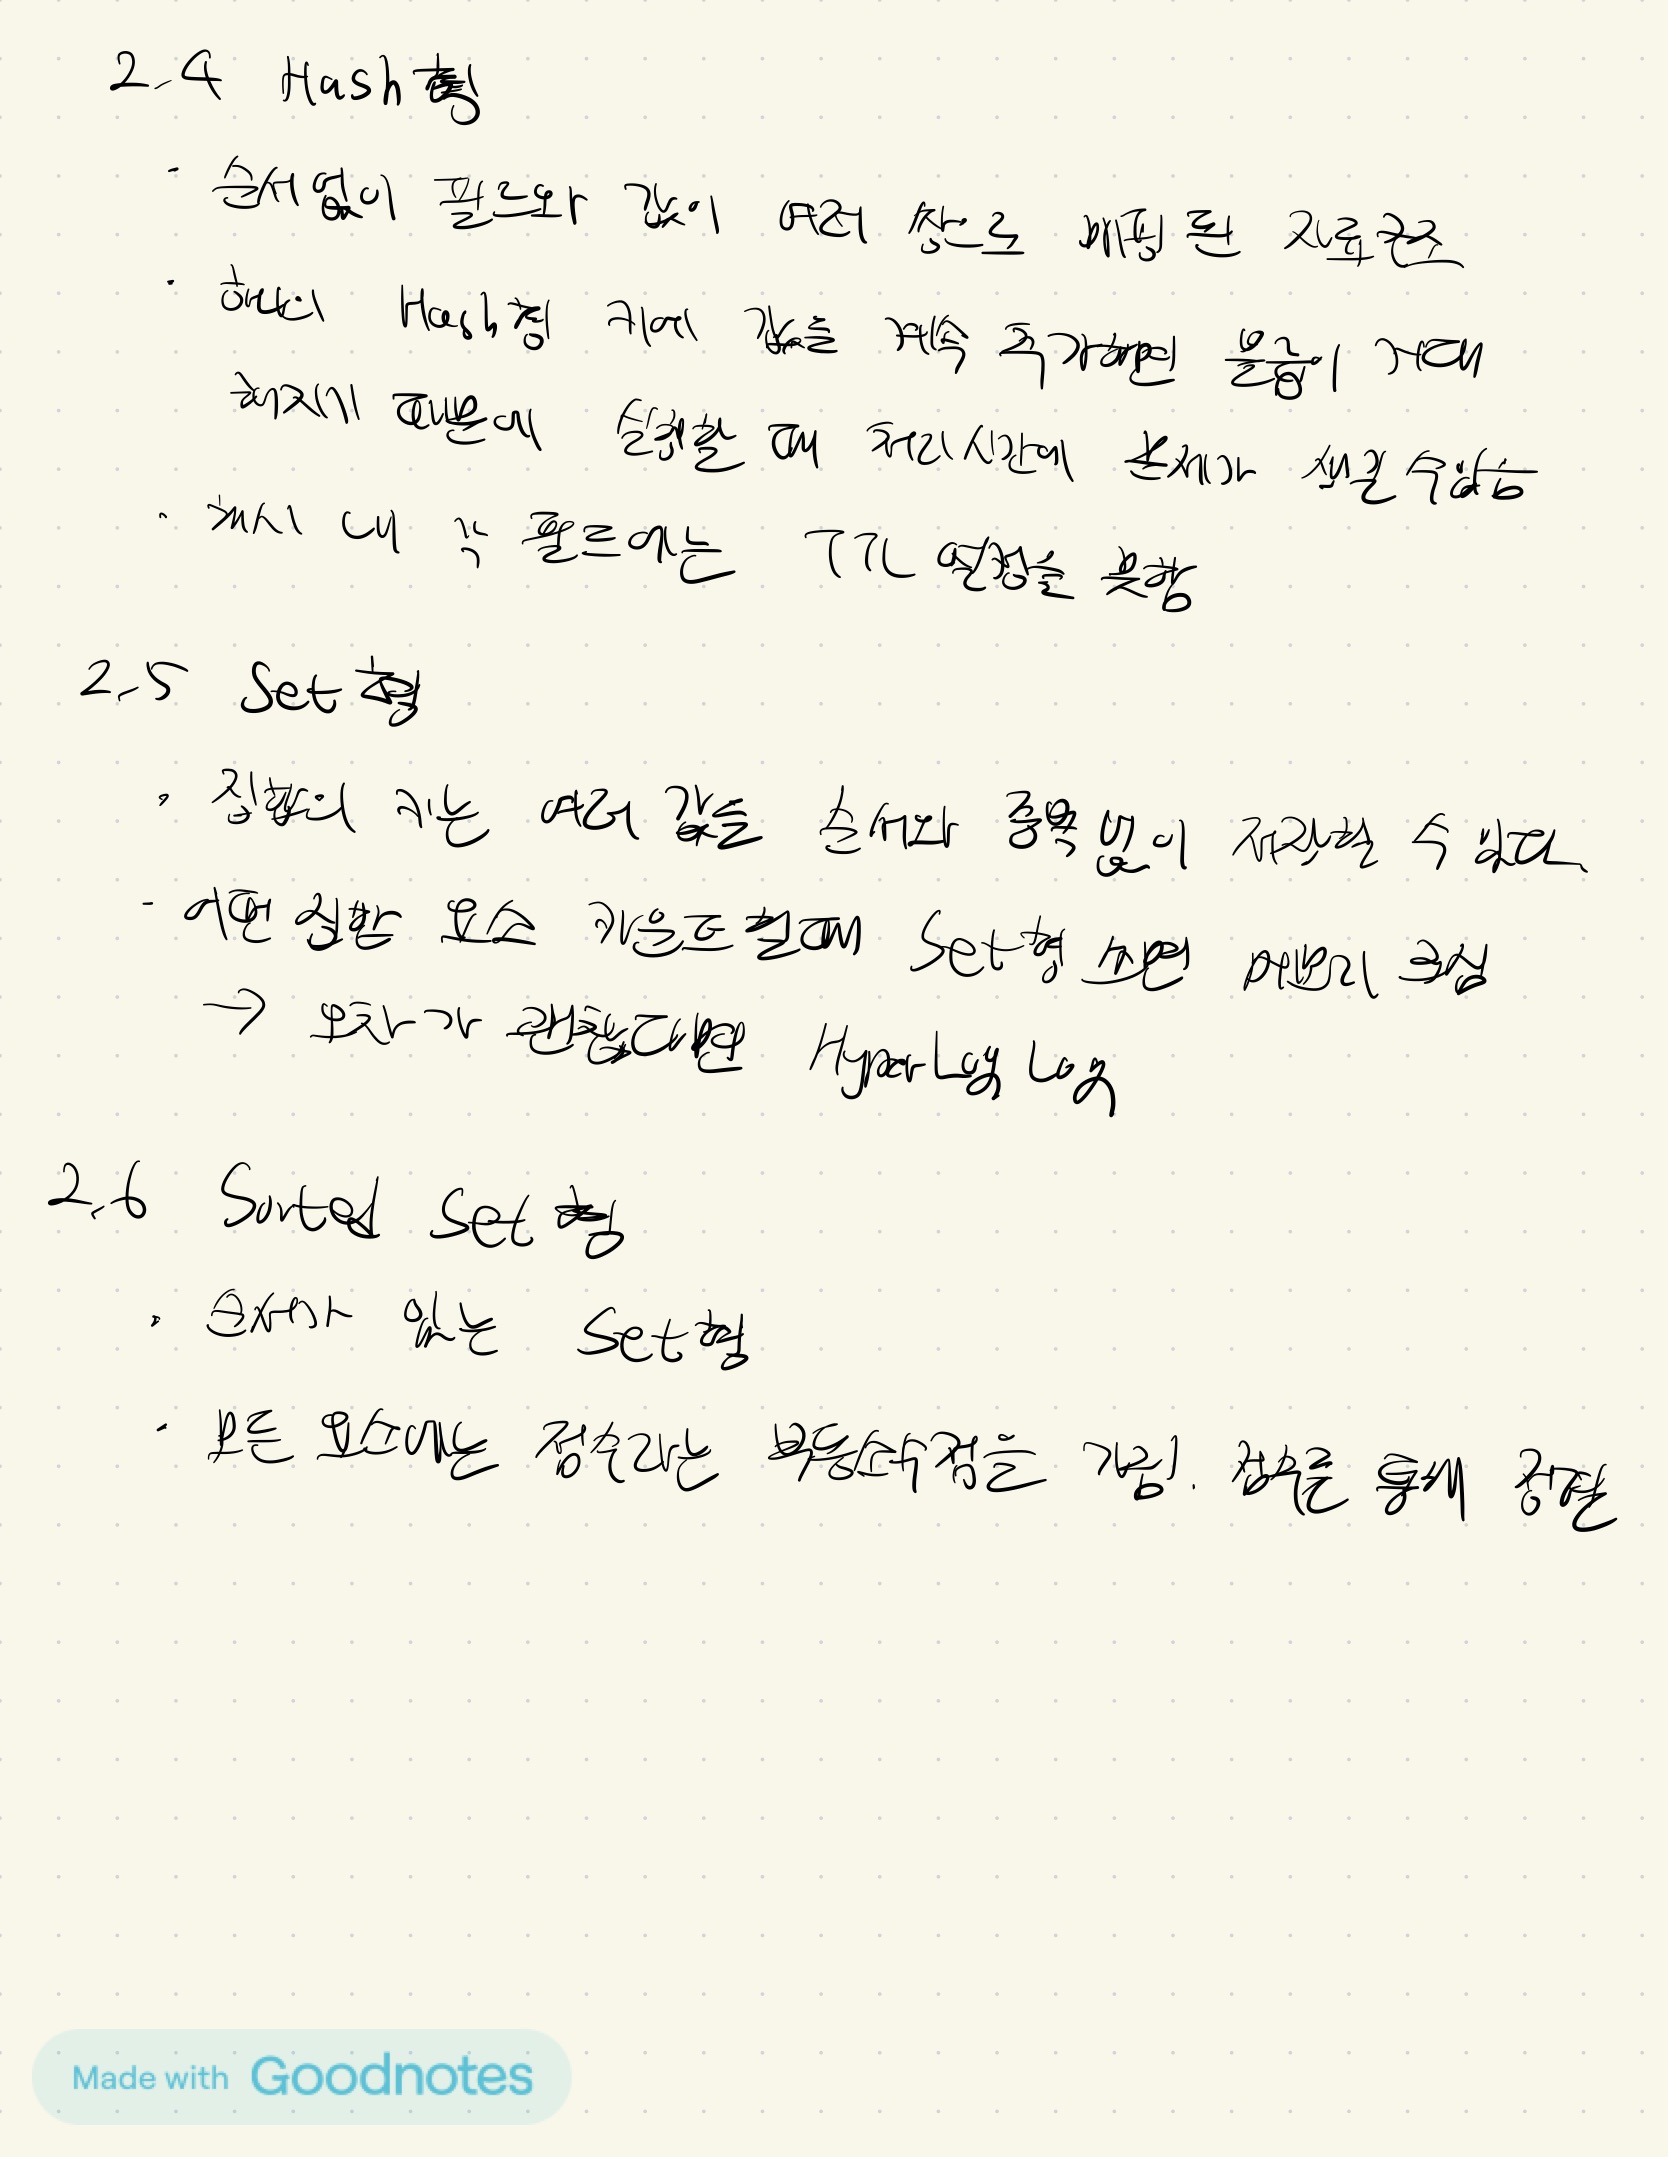 2.4 Hash형
· 순서 없이 필드와 값이 여러 쌍으로 매핑된 자료구조
· 하나의 Hash형 키에 값을 계속 추가하면 몸집이 거대
해지기 때문에 실행할 때 처리시간에 문제가 생길 수 있음
· 해시 내 각 필드에는 TTL 설정을 못함
2.5 Set형
· 집합의 키는 여러 값을 순서와 중복 없이 저장할 수 있다.
· 어떤 집합 요소 카운트 할때 Set형 쓰면 메모리 크심
→ 오차가 괜찮다면 HyperLogLog
2.6 Sorted Set형
· 순서가 있는 Set형
· 모든 요소에는 점수라는 부동소수점을 가짐. 점수를 통해 정렬
Made with Goodnotes